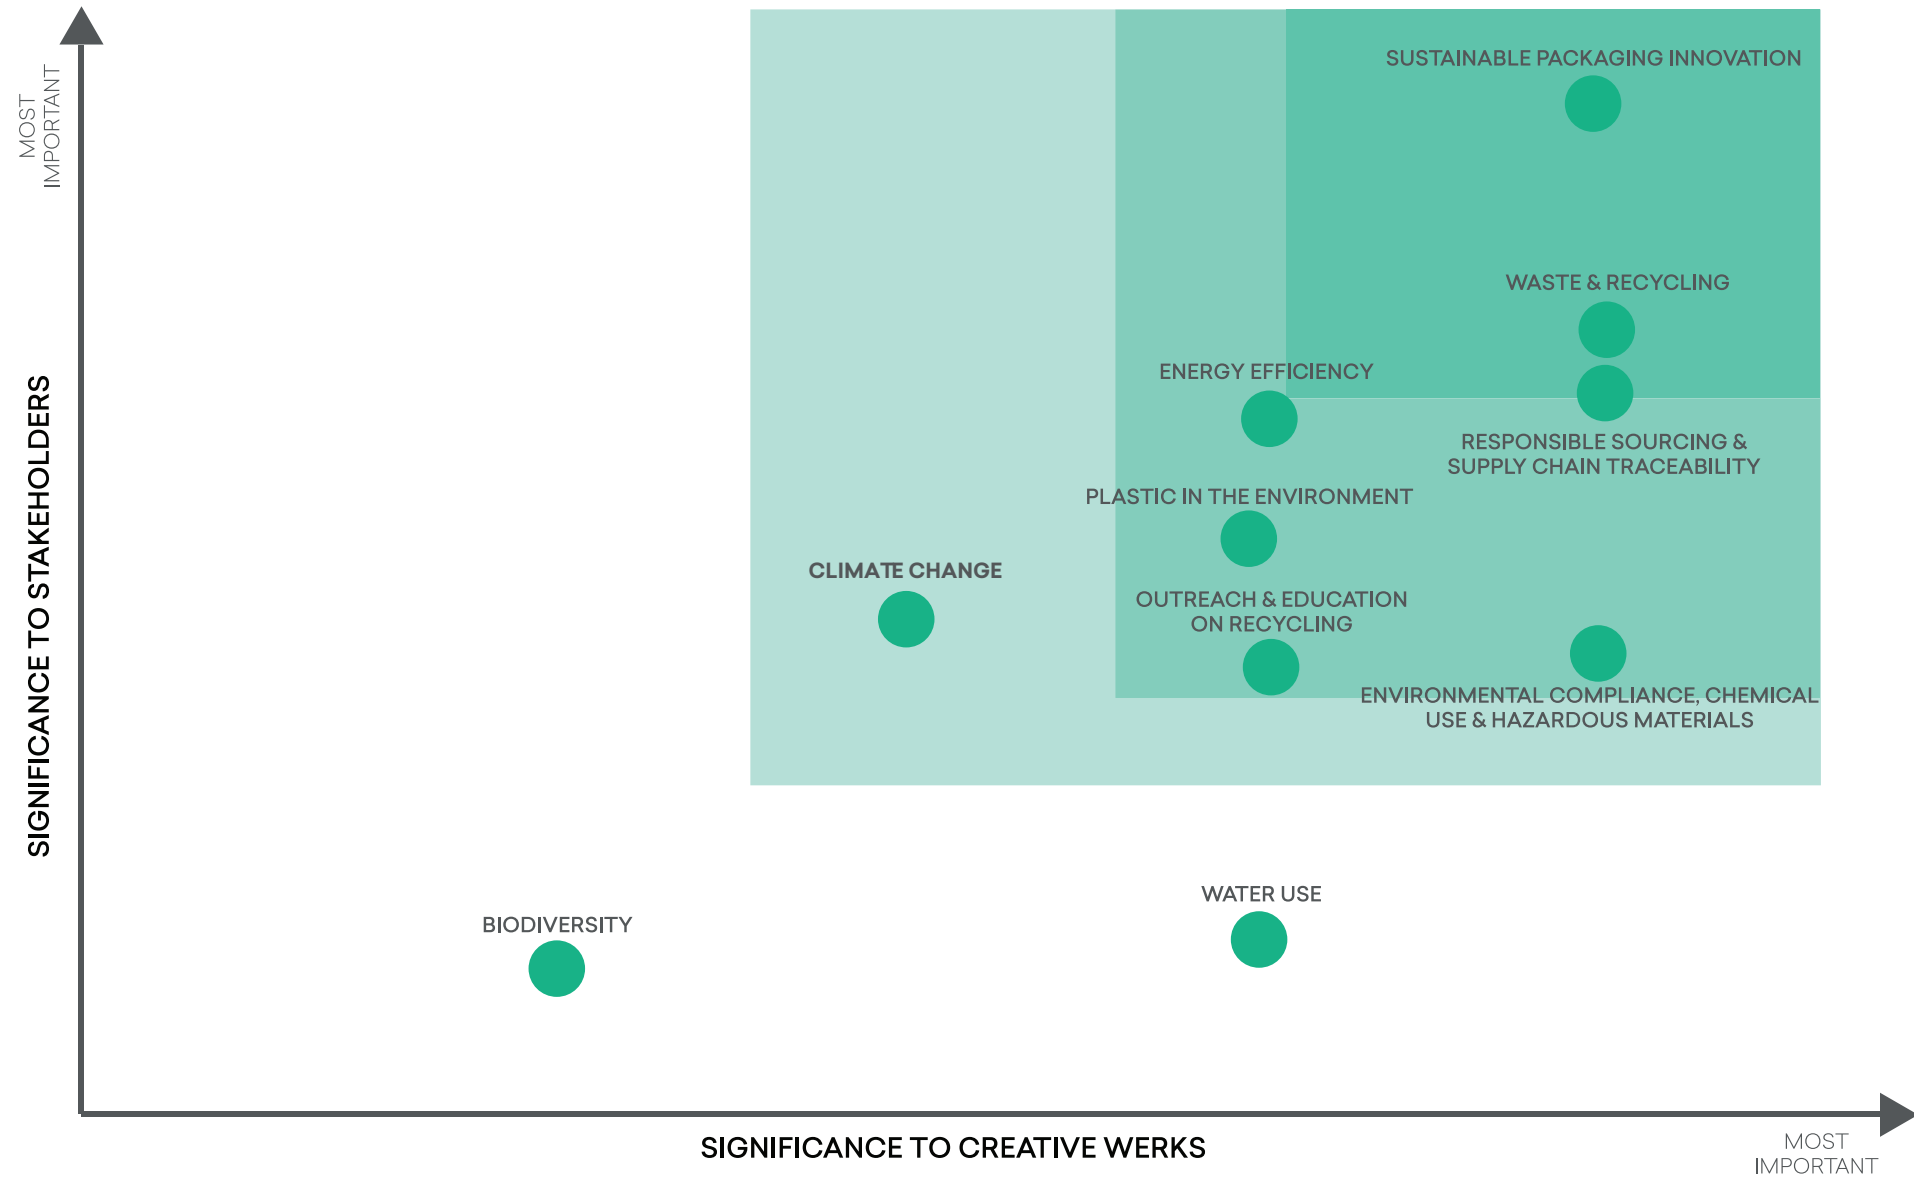 MOST
IMPORTANT
SIGNIFICANCE TO STAKEHOLDERS
SUSTAINABLE PACKAGING INNOVATION
WASTE & RECYCLING
ENERGY EFFICIENCY
RESPONSIBLE SOURCING &
SUPPLY CHAIN TRACEABILITY
PLASTIC IN THE ENVIRONMENT
CLIMATE CHANGE
OUTREACH & EDUCATION
ON RECYCLING
ENVIRONMENTAL COMPLIANCE, CHEMICAL
USE & HAZARDOUS MATERIALS
WATER USE
BIODIVERSITY
SIGNIFICANCE TO CREATIVE WERKS
MOST
IMPORTANT